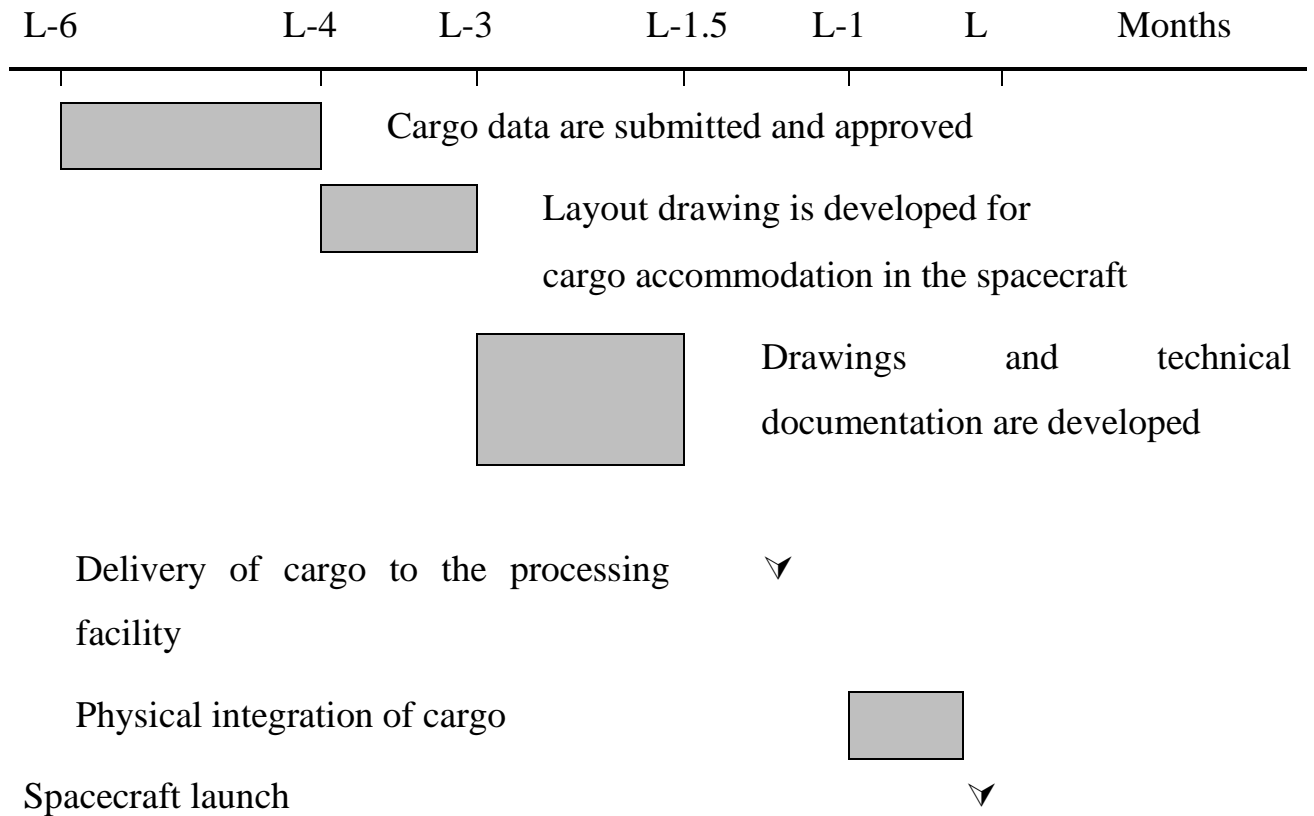 L-6 L-4 L-3 L-1.5 L-1 L Months
Cargo data are submitted and approved
Layout drawing is developed for
cargo accommodation in the spacecraft
Drawings and technical
documentation are developed
Delivery of cargo to the processing
facility
Physical integration of cargo
Spacecraft launch